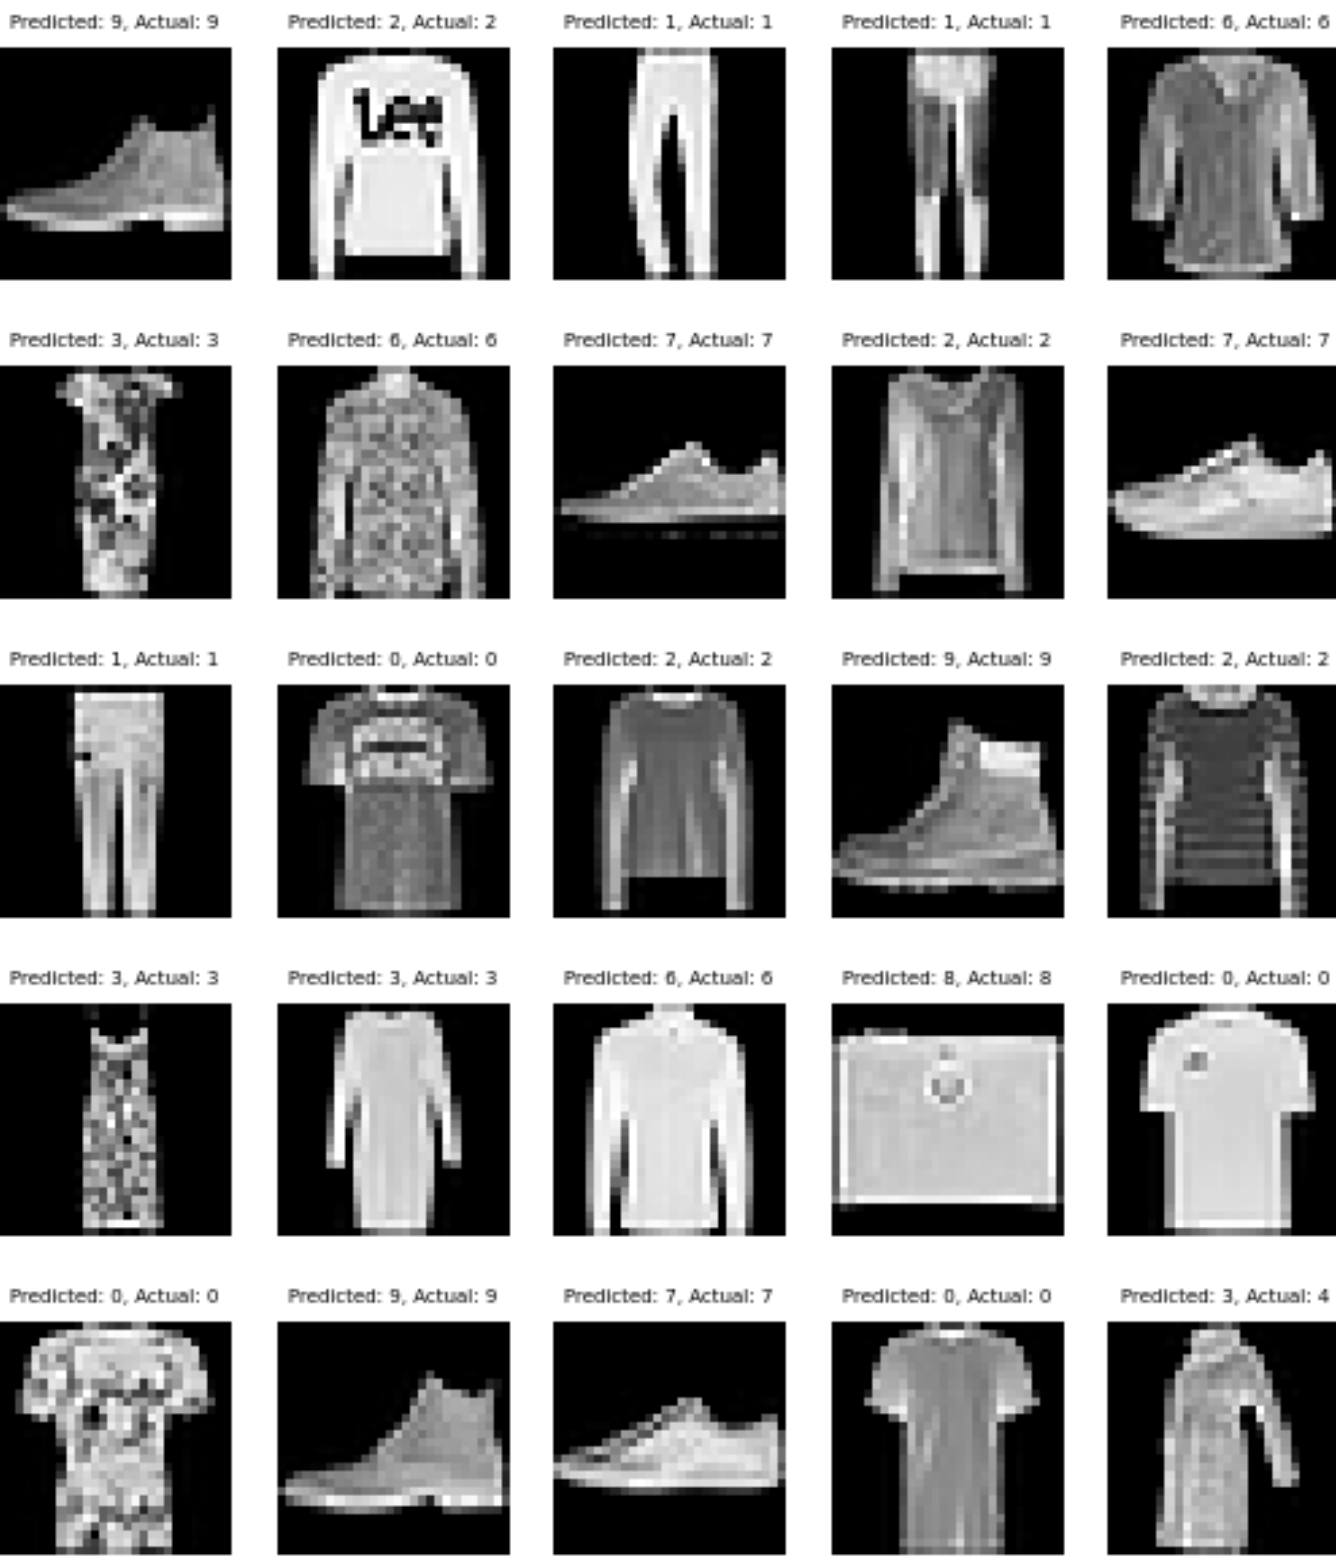 Predicted: 9, Actual: 9
Predicted: 2, Actual: 2
Predicted: 1, Actual: 1
Predicted: 1, Actual: 1
Predicted: 6, Actual: 6
Lee
Predicted: 3, Actual: 3
Predicted: 6, Actual: 6
Predicted: 7, Actual: 7
Predicted: 2, Actual: 2
Predicted: 7, Actual: 7
Predicted: 1, Actual: 1
Predicted: 0, Actual: 0
Predicted: 2, Actual: 2
Predicted: 9, Actual: 9
Predicted: 2, Actual: 2
Predicted: 3, Actual: 3
Predicted: 3, Actual: 3
Predicted: 6, Actual: 6
Predicted: 8, Actual: 8
Predicted: 0, Actual: 0
Predicted: 0, Actual: 0
Predicted: 9, Actual: 9
Predicted: 7, Actual: 7
Predicted: 0, Actual: 0
Predicted: 3, Actual: 4